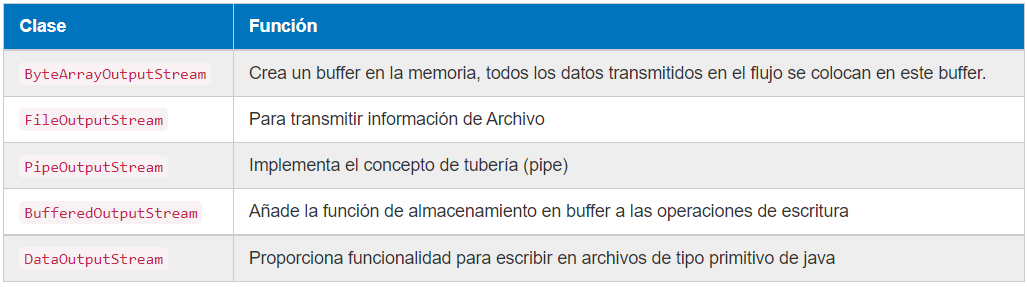 Clase Función
ByteArrayOutputStream Crea un buffer en la memoria, todos los datos transmitidos en el flujo se colocan en este buffer.
FileOutputStream Para transmitir información de Archivo
PipeOutputStream Implementa el concepto de tubería (pipe)
BufferedOutputStream Añade la función de almacenamiento en buffer a las operaciones de escritura
DataOutputStream Proporciona funcionalidad para escribir en archivos de tipo primitivo de java